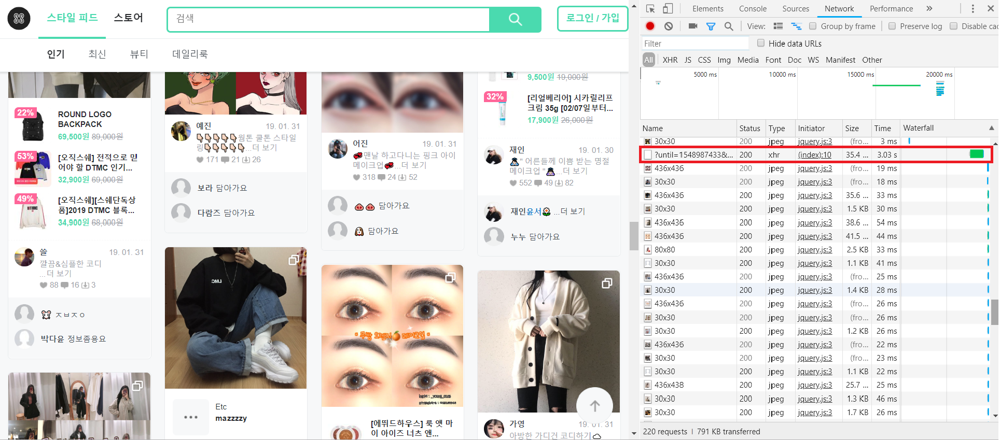 스타일 피드
스토어
검색
로그인 / 가입
인기
최신
뷰티
데일리룩
22%
ROUND LOGO
BACKPACK
69,500원 89,000원
53%
[오직스쉐] 전적으로 믿
어야 할 DTMC 인기...
32,900원 69,000원
49%
[오직스쉐][스쉐단독상
품]2019 DTMC 블록...
34,900원 68,000원
쏠
19. 01. 31
깔끔&심플한 코디
...더 보기
88 16 3
🐭 ㅈㅂㅈㅇ
박다윤 정보좀용요
예진
19. 01. 31
👇🏻👇🏻👇🏻👇🏻👇🏻웜톤 쿨톤 스타일
링👇🏻👇🏻👇🏻👇🏻👇🏻...더 보기
171 21 26
보라 담아가요
다람즈 담아가요
LMC
Etc
mazzzzy
어진
19. 01. 31
💋맨날 하고다니는 핑크 아이
메이크업💋...더 보기
318 24 52
🐽🐽 담아가요
🐶 담아가요
" 무쌍 오렌지🍊 메이크업 "
[에뛰드하우스] 룩 앳 마
이 아이즈 너츠 앤...
9,500원 19,000원
32%
[리얼베리어] 시카릴리프
크림 35g [02/07일부터...
17,900원 26,000원
재인
19. 01. 30
" 어른들께 이쁨 받는 명절
메이크업 " ...더 보기
552 49 82
재인윤서🌼 ...더 보기
누누 담아가요
가영
19. 01. 31
아방한 가디건 코디하기☁
Elements Console Sources Network Performance »
View: Group by frame Preserve log Disable cac
Filter
Hide data URLs
All XHR JS CSS Img Media Font Doc WS Manifest Other
5000 ms 10000 ms 15000 ms 20000 ms
Name Status Type Initiator Size Time Waterfall
30x30 200 jpeg jquery.js:3 (fro... 3 ms
?until=1548987433&... 200 xhr (index):10 35.4 ... 3.03 s
436x436 200 jpeg jquery.js:3 (fro... 19 ms
30x30 200 jpeg jquery.js:3 (fro... 18 ms
436x436 200 jpeg jquery.js:3 35.6 ... 33 ms
30x30 200 jpeg jquery.js:3 1.5 KB 30 ms
436x436 200 jpeg jquery.js:3 38.6 ... 54 ms
436x436 200 jpeg jquery.js:3 41.5 ... 44 ms
80x80 200 jpeg jquery.js:3 2.5 KB 33 ms
30x30 200 jpeg jquery.js:3 1.1 KB 41 ms
436x436 200 jpeg jquery.js:3 (fro... 25 ms
30x30 200 jpeg jquery.js:3 1.4 KB 28 ms
436x436 200 jpeg jquery.js:3 (fro... 26 ms
30x30 200 jpeg jquery.js:3 (fro... 26 ms
30x30 200 jpeg jquery.js:3 1.2 KB 26 ms
436x436 200 jpeg jquery.js:3 (fro... 22 ms
30x30 200 jpeg jquery.js:3 (fro... 23 ms
30x30 200 jpeg jquery.js:3 1.1 KB 22 ms
436x438 200 jpeg jquery.js:3 25.7 ... 25 ms
30x30 200 jpeg jquery.js:3 1.3 KB 46 ms
30x30 200 jpeg jquery.js:3 1.7 KB 26 ms
220 requests | 791 KB transferred